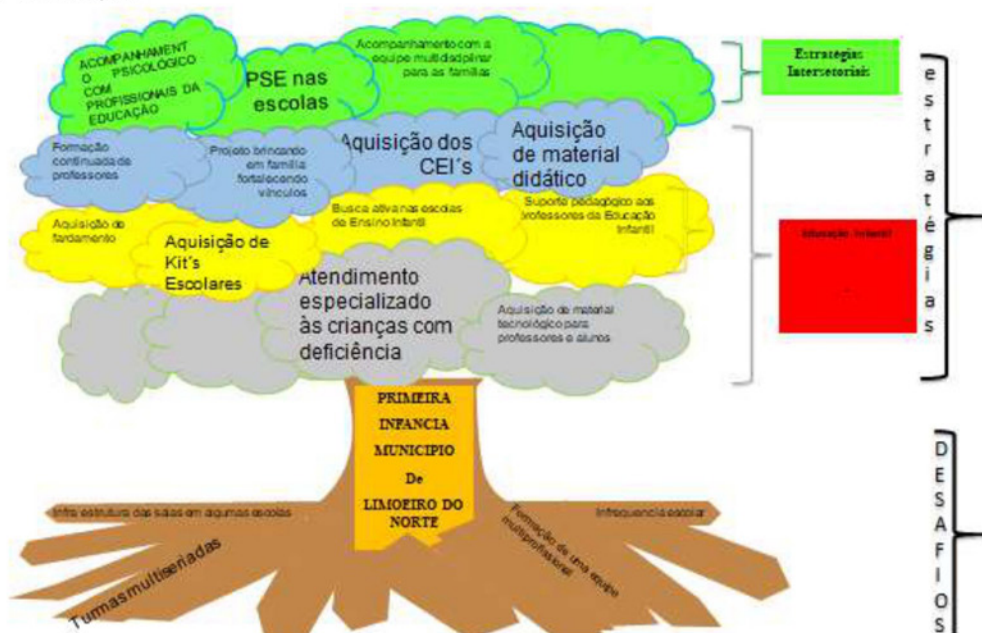 ACOMPANHAMENT
O PSICOLÓGICO
COM
PROFISSIONAIS DA
EDUCAÇÃO
PSE nas
escolas
Acompanhamento com a
equipe multidisciplinar
para as famílias
Estratégias
Intersetoriais
Formação
continuada de
professores
Projeto brincando
em família
fortalecendo
vínculos
Aquisição dos
CEI´s
Aquisição
de material
didático
Aquisição de
fardamento
Aquisição de
Kit's
Escolares
Busca ativa nas escolas
de Ensino Infantil
Suporte pedagógico aos
professores da Educação
Infantil
Educação Infantil
Atendimento
especializado
às crianças com
deficiência
Aquisição de material
tecnológico para
professores e alunos
estratégias
PRIMEIRA
INFANCIA
MUNICIPIO
De
LIMOEIRO DO
NORTE
Infra estrutura das salas em algumas escolas
Turmas multiseriadas
Formação de uma equipe
multiprofissional
Infrequencia escolar
DESAFIOS